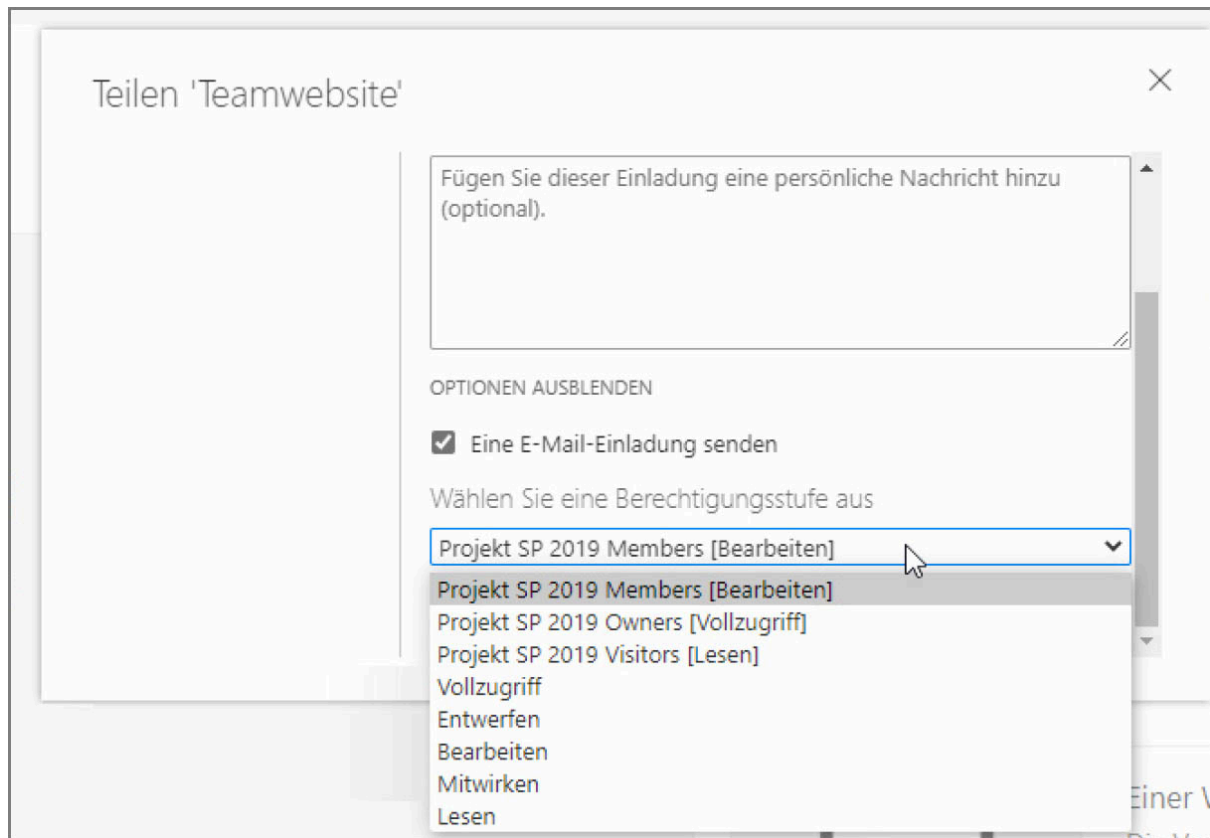 Teilen 'Teamwebsite'
Fügen Sie dieser Einladung eine persönliche Nachricht hinzu
(optional).
OPTIONEN AUSBLENDEN
Eine E-Mail-Einladung senden
Wählen Sie eine Berechtigungsstufe aus
Projekt SP 2019 Members [Bearbeiten]
Projekt SP 2019 Members [Bearbeiten]
Projekt SP 2019 Owners [Vollzugriff]
Projekt SP 2019 Visitors [Lesen]
Vollzugriff
Entwerfen
Bearbeiten
Mitwirken
Lesen
Einer